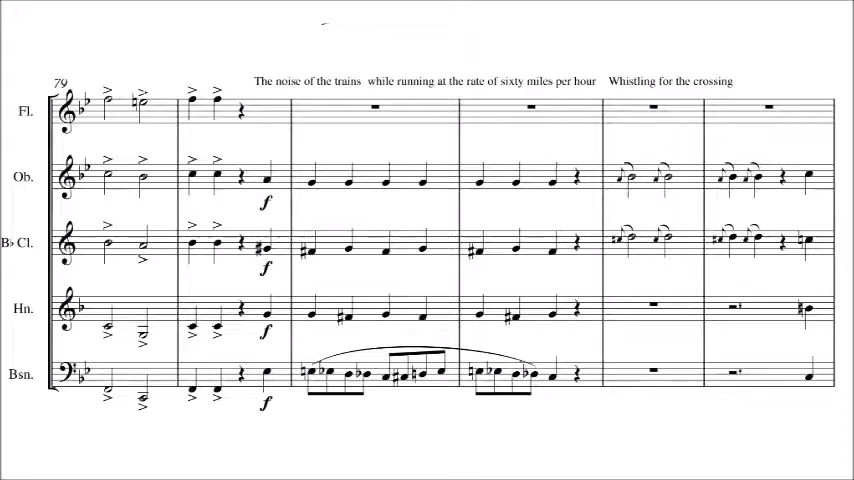 79
The noise of the trains while running at the rate of sixty miles per hour Whistling for the crossing
Fl.
Ob.
f
B♭ Cl.
f
Hn.
f
Bsn.
f